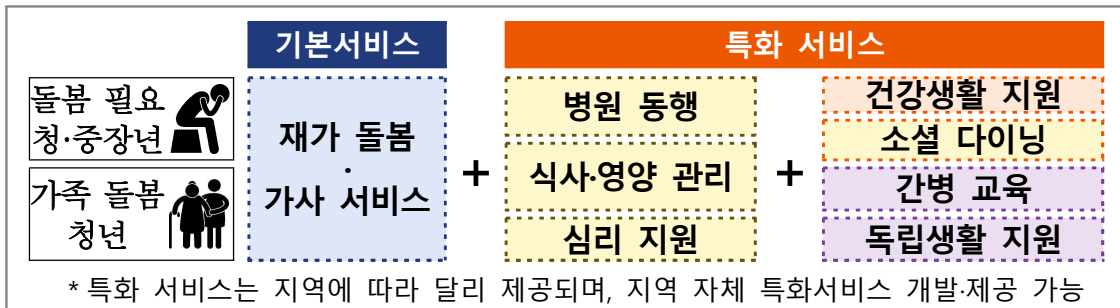 기본서비스
특화 서비스
돌봄 필요
청·중장년
가족 돌봄
청년
재가 돌봄
·
가사 서비스
+
병원 동행
식사·영양 관리
심리 지원
+
건강생활 지원
소셜 다이닝
간병 교육
독립생활 지원
* 특화 서비스는 지역에 따라 달리 제공되며, 지역 자체 특화서비스 개발·제공 가능